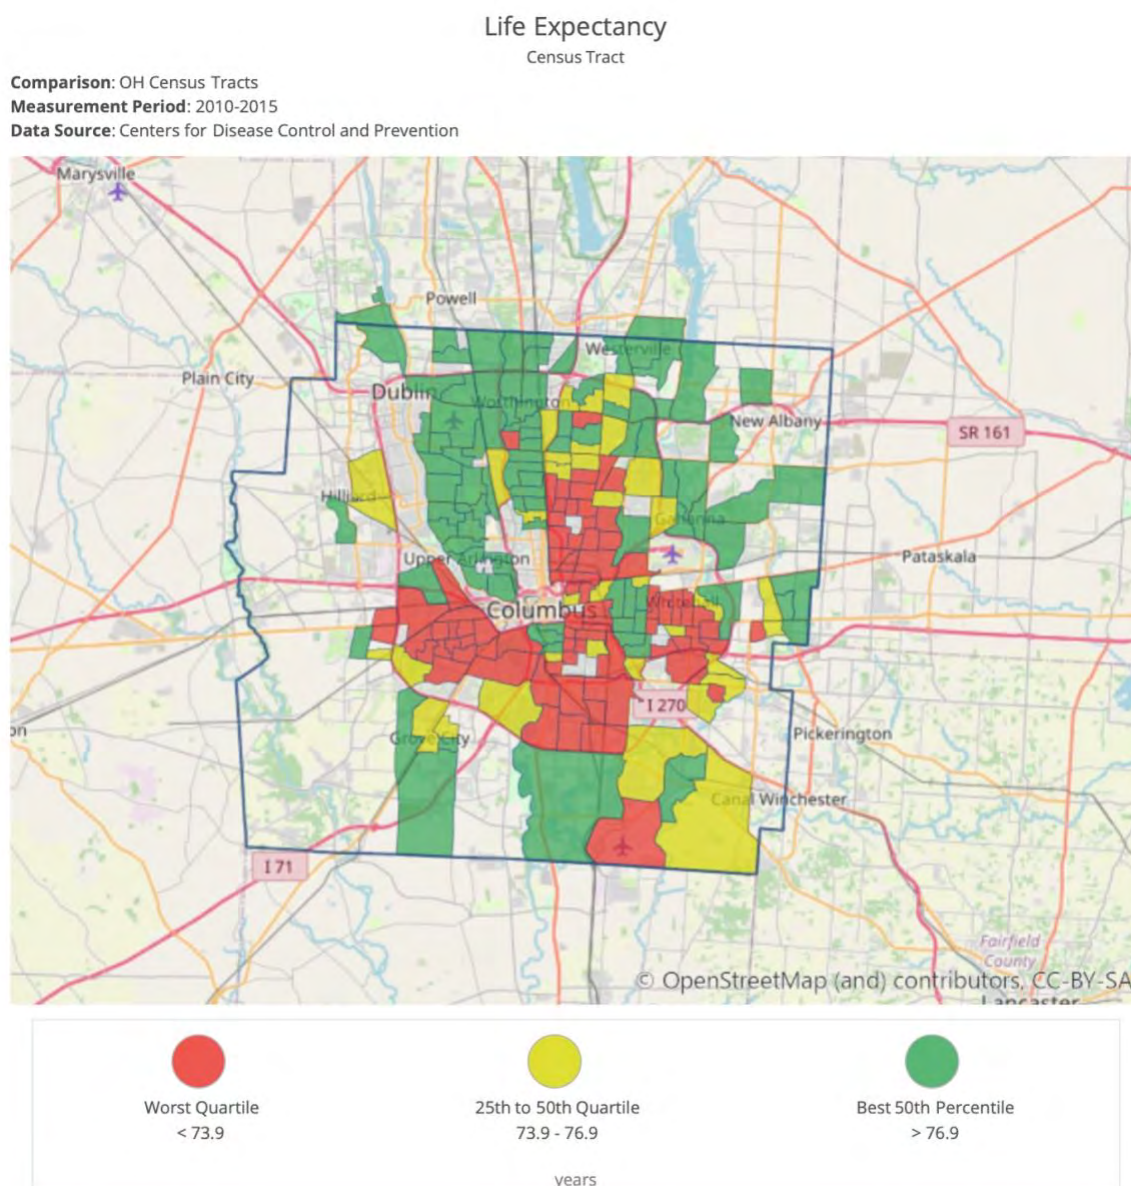 Life Expectancy
Census Tract
Comparison: OH Census Tracts
Measurement Period: 2010-2015
Data Source: Centers for Disease Control and Prevention
Marysville
Powell
Westerville
Plain City
Dublin
Worthington
New Albany
SR 161
Hilliard
Gahanna
Upper Arlington
Pataskala
Columbus
Whitehall
I 270
on
Grove City
Pickerington
Canal Winchester
I 71
Fairfield
County
© OpenStreetMap (and) contributors, CC-BY-SA
Lancaster
Worst Quartile
25th to 50th Quartile
Best 50th Percentile
< 73.9
73.9 - 76.9
> 76.9
years